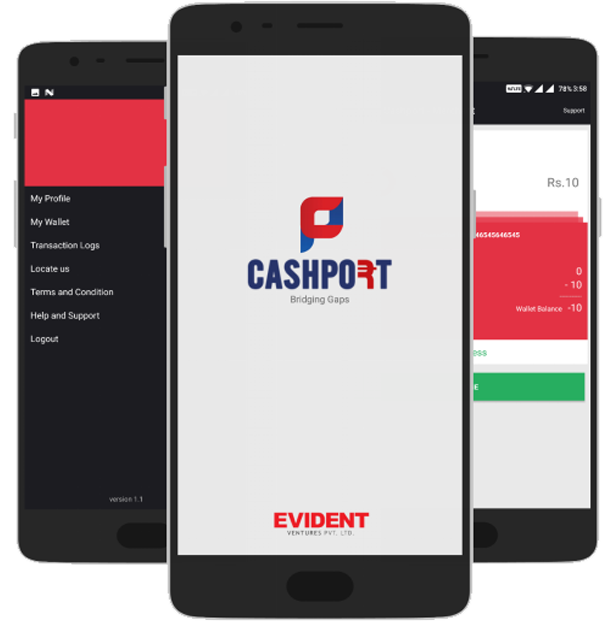 My Profile
My Wallet
Transaction Logs
Locate us
Terms and Condition
Help and Support
Logout
version 1.1
CASHPORT
Bridging Gaps
EVIDENT
VENTURES PVT. LTD.
78% 3:58
Support
Rs.10
46545646545
0
- 10
Wallet Balance -10
ess
E